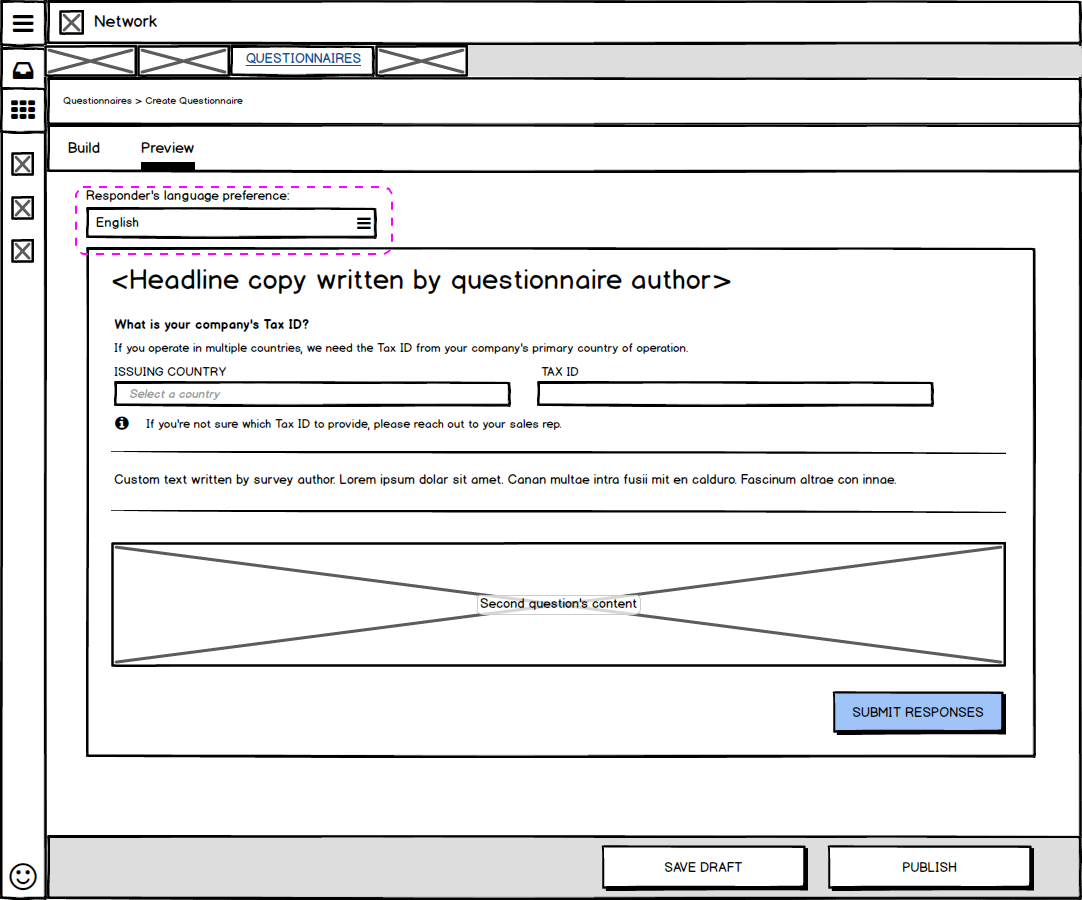 Network
QUESTIONNAIRES
Questionnaires > Create Questionnaire
Build
Preview
Responder's language preference:
English
<Headline copy written by questionnaire author>
What is your company's Tax ID?
If you operate in multiple countries, we need the Tax ID from your company's primary country of operation.
ISSUING COUNTRY
TAX ID
Select a country
If you're not sure which Tax ID to provide, please reach out to your sales rep.
Custom text written by survey author. Lorem ipsum dolar sit amet. Canan multae intra fusii mit en calduro. Fascinum altrae con innae.
Second question's content
SUBMIT RESPONSES
SAVE DRAFT
PUBLISH